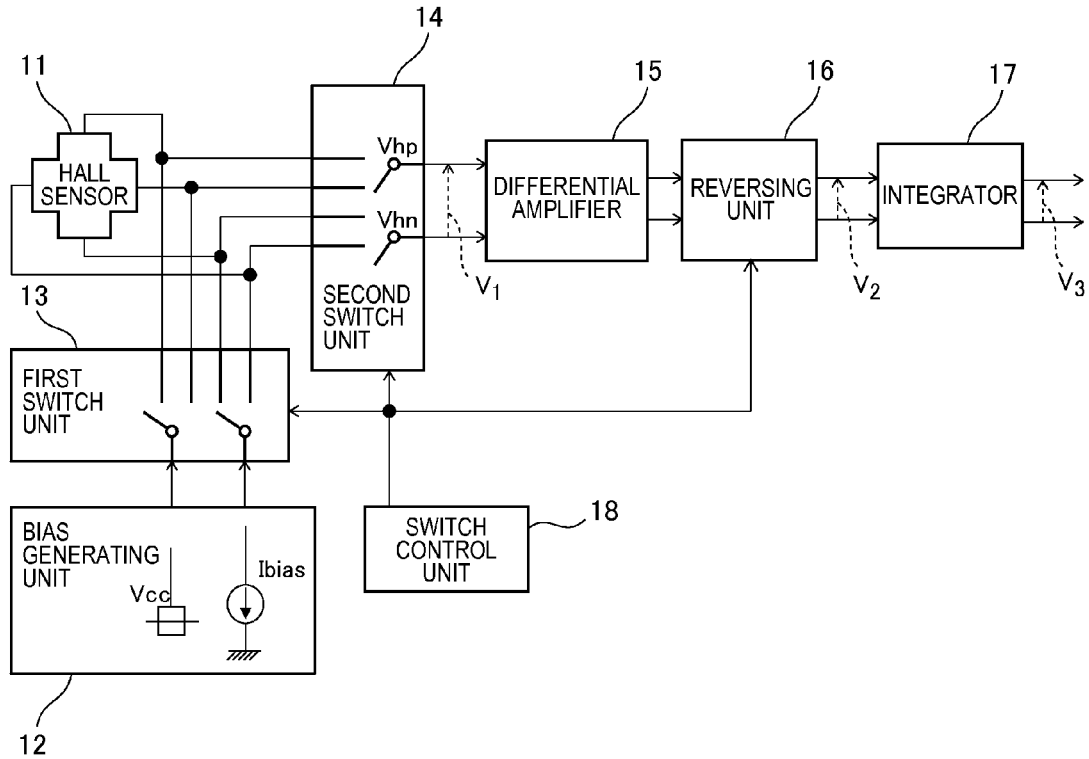 14
11
15
16
17
HALL
SENSOR
Vhp
Vhn
DIFFERENTIAL
AMPLIFIER
REVERSING
UNIT
INTEGRATOR
V1
V2
V3
SECOND
SWITCH
UNIT
13
FIRST
SWITCH
UNIT
BIAS
GENERATING
UNIT
Vcc
Ibias
SWITCH
CONTROL
UNIT
18
12